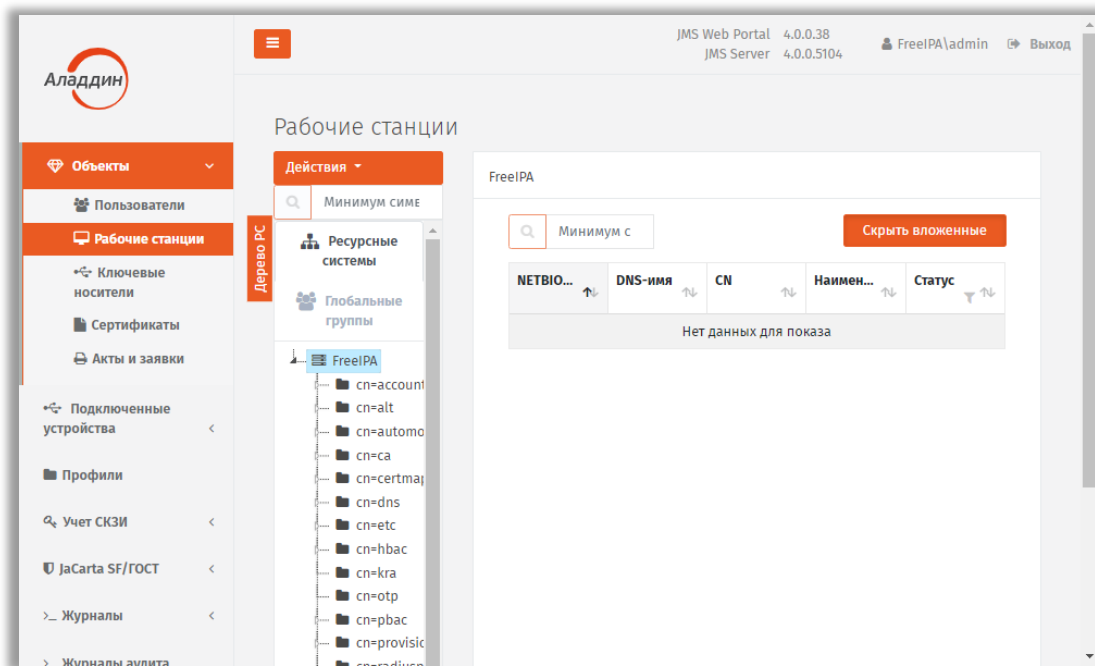 Аладдин
JMS Web Portal 4.0.0.38
JMS Server 4.0.0.5104
FreeIPA\admin
Выход
Объекты
Пользователи
Рабочие станции
Ключевые
носители
Сертификаты
Акты и заявки
Подключенные
устройства
Профили
Учет СКЗИ
JaCarta SF/ГОСТ
Журналы
Журналы аудита
Рабочие станции
Действия
Минимум симв
Дерево РС
Ресурсные
системы
Глобальные
группы
FreeIPA
cn=account
cn=alt
cn=automo
cn=ca
cn=certmap
cn=dns
cn=etc
cn=hbac
cn=kra
cn=otp
cn=pbac
cn=provisic
cn=radiusp
FreeIPA
Минимум с
Скрыть вложенные
NETBIO... DNS-имя CN Наимен... Статус
Нет данных для показа